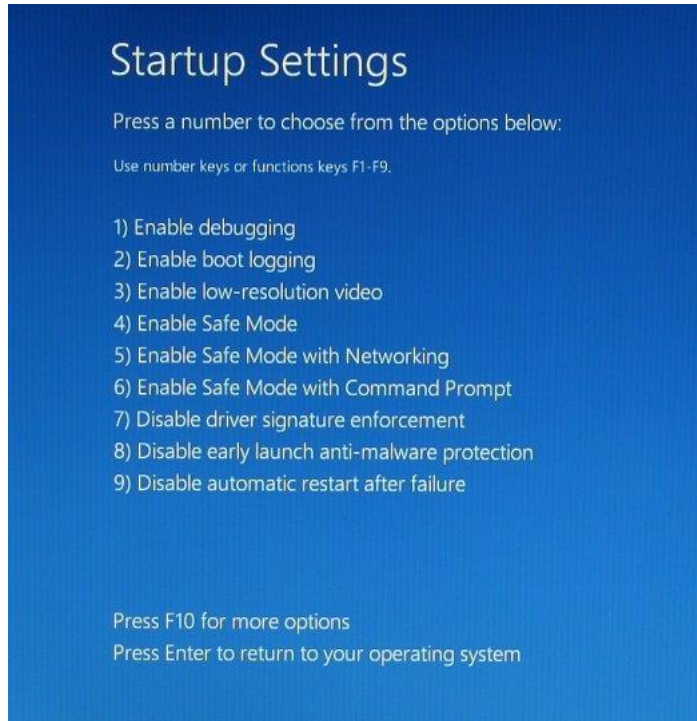 Startup Settings
Press a number to choose from the options below:
Use number keys or functions keys F1-F9.
1) Enable debugging
2) Enable boot logging
3) Enable low-resolution video
4) Enable Safe Mode
5) Enable Safe Mode with Networking
6) Enable Safe Mode with Command Prompt
7) Disable driver signature enforcement
8) Disable early launch anti-malware protection
9) Disable automatic restart after failure
Press F10 for more options
Press Enter to return to your operating system